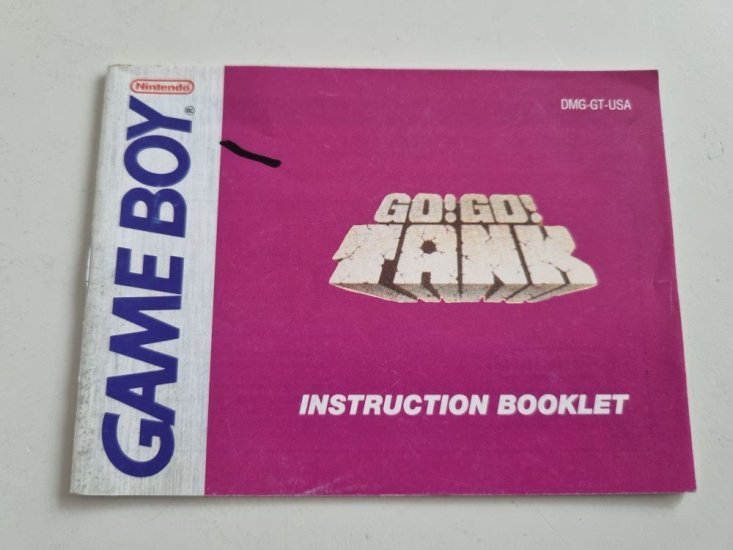 Nintendo®
GAME BOY
DMG-GT-USA
GO! GO!
TANK
INSTRUCTION BOOKLET